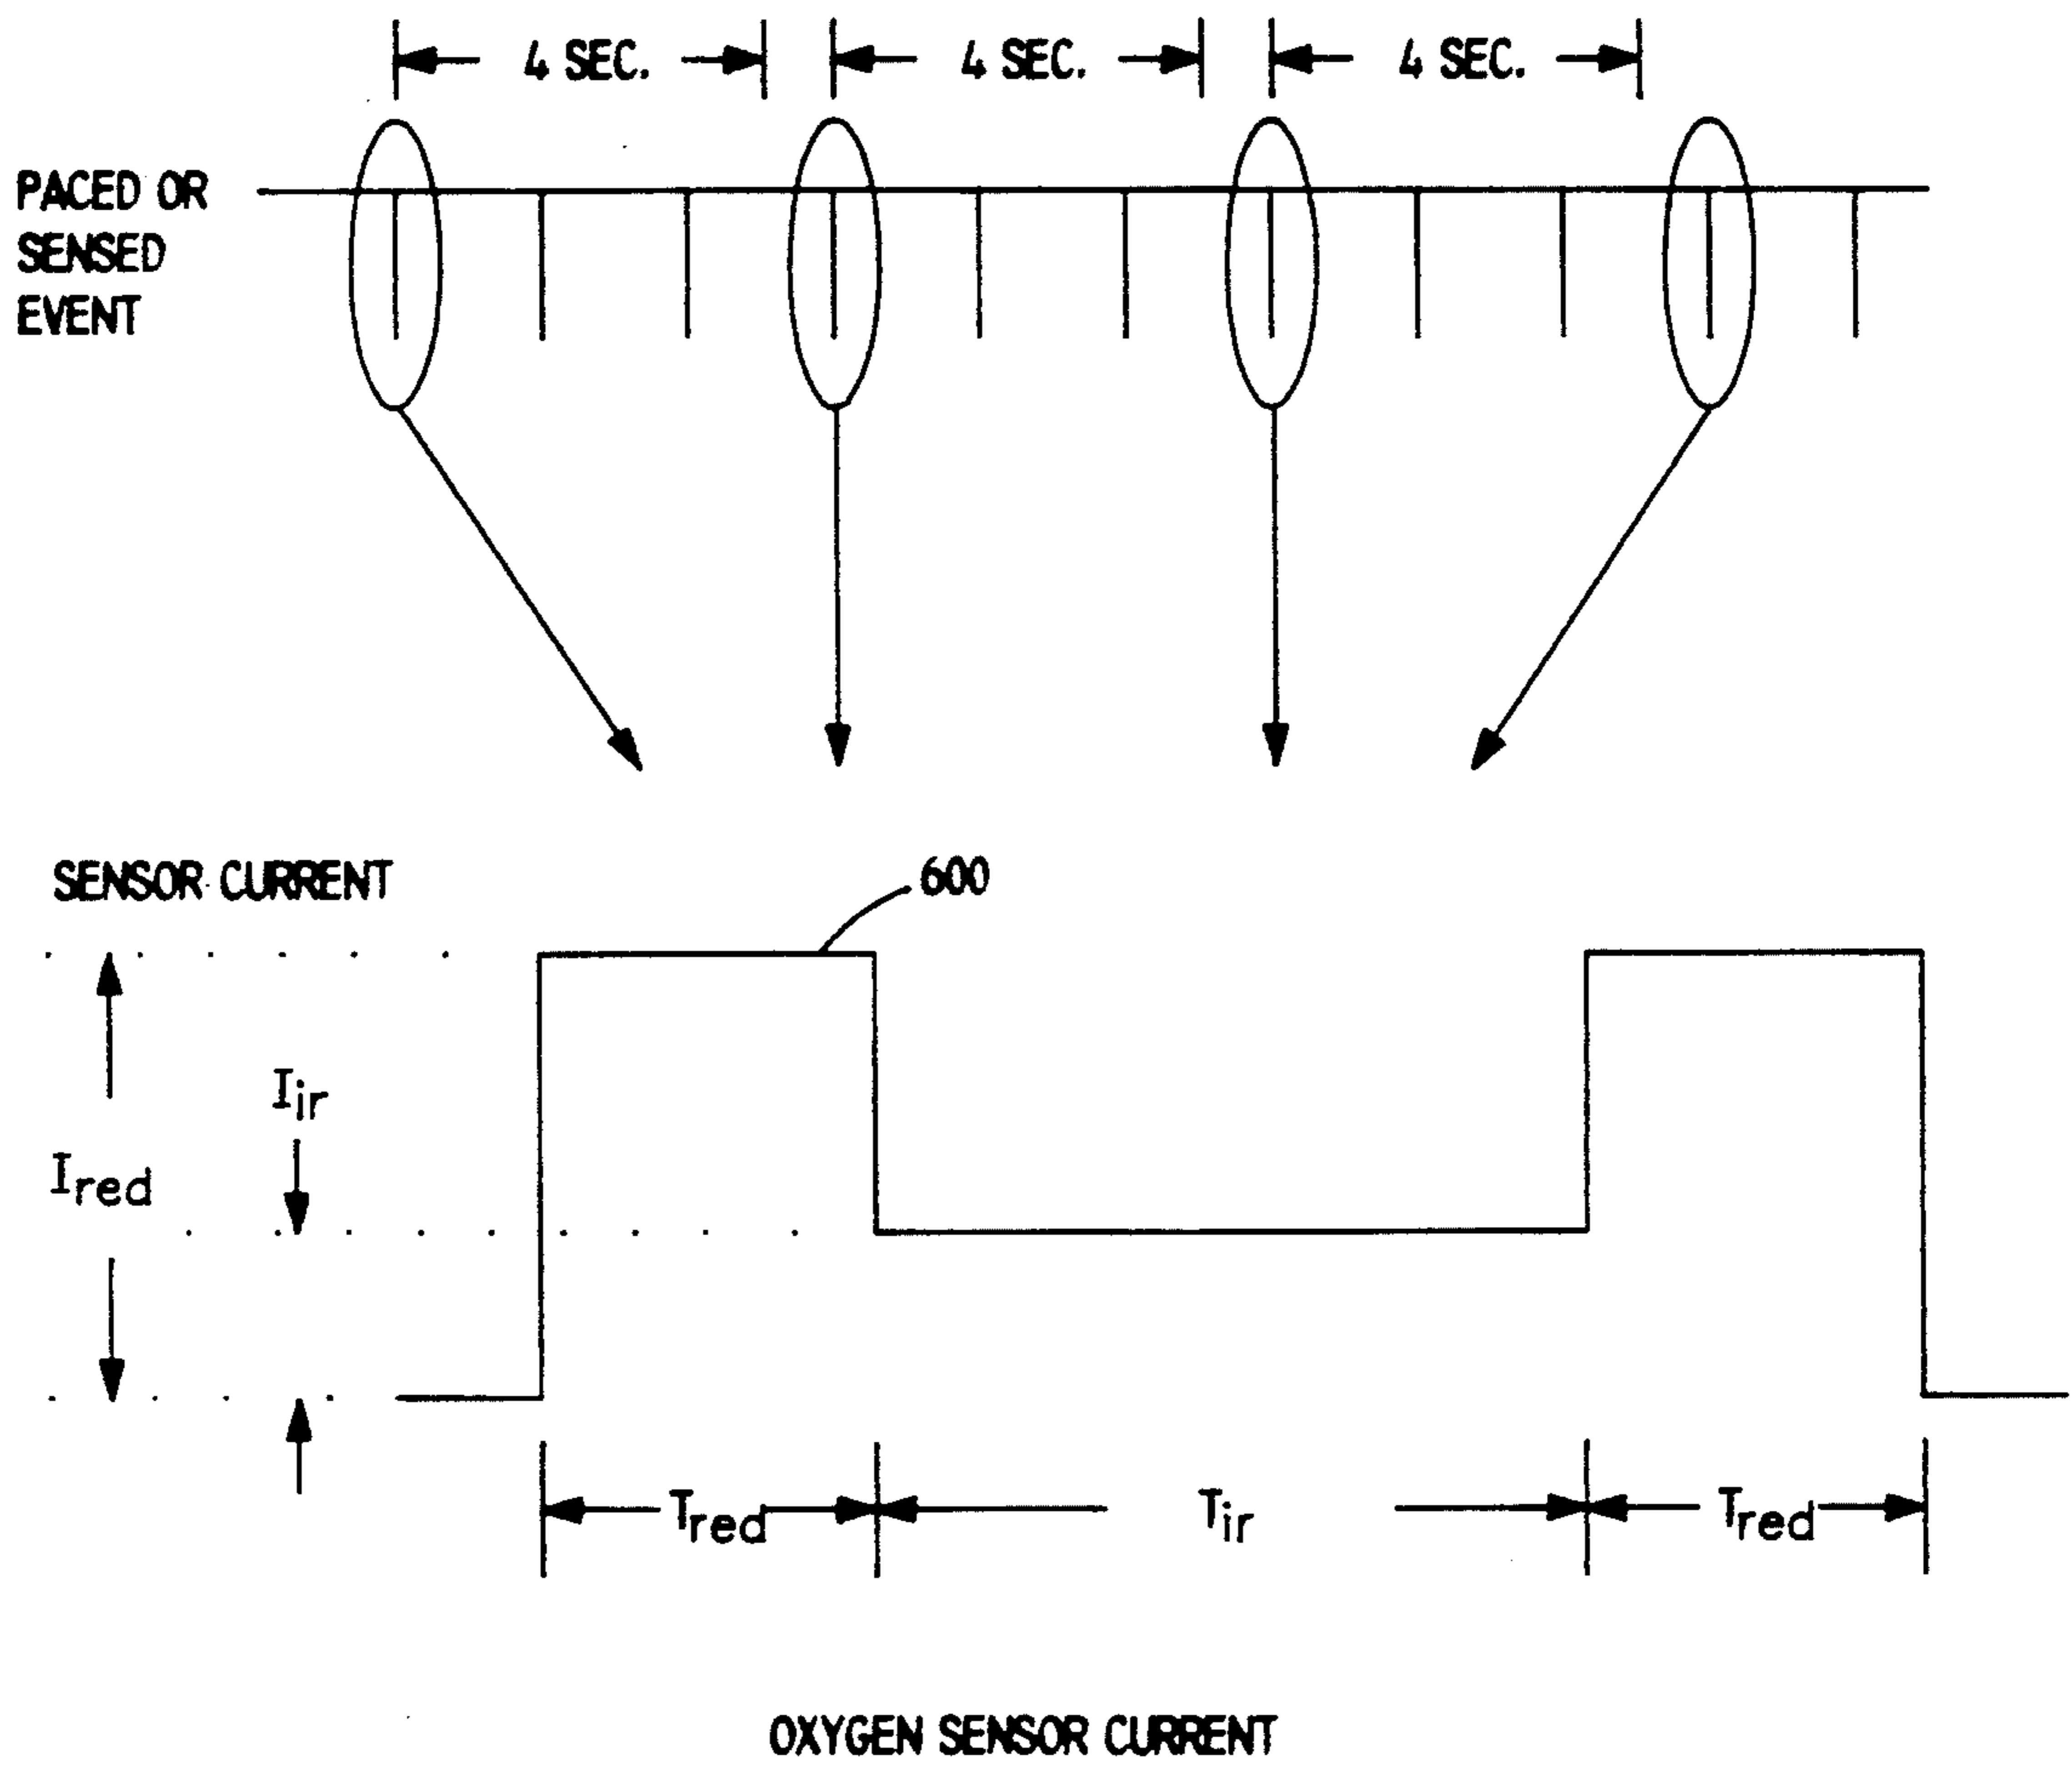 4 SEC. 4 SEC. 4 SEC.
PACED OR
SENSED
EVENT
SENSOR CURRENT
600
Iir
Ired
Tred Tir Tred
OXYGEN SENSOR CURRENT